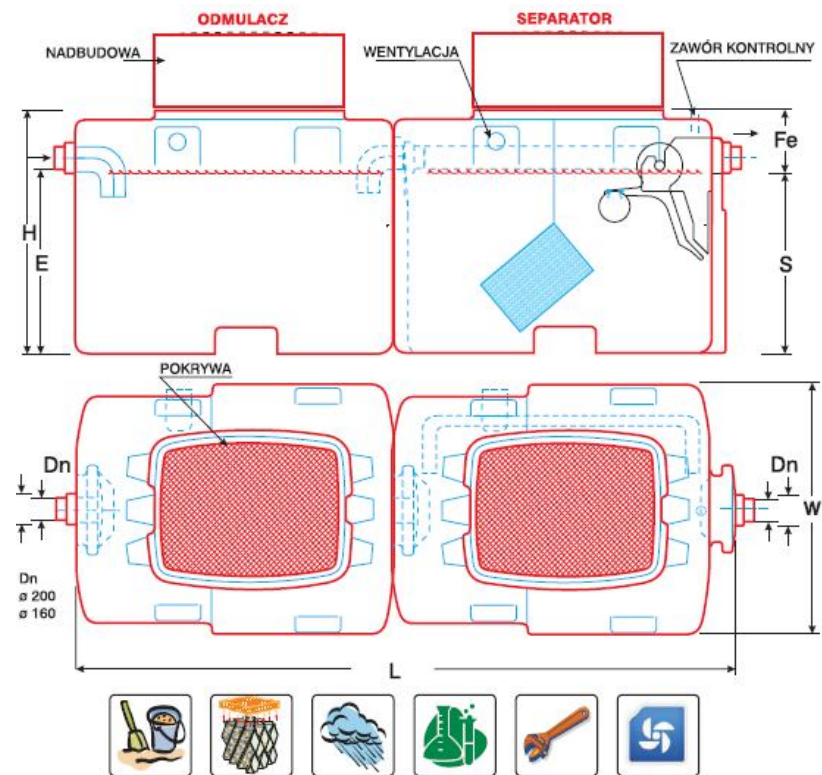 ODMULACZ
SEPARATOR
NADBUDOWA
WENTYLACJA
ZAWÓR KONTROLNY
Fe
H
E
S
POKRYWA
Dn
Dn
W
Dn
ø 200
ø 160
L